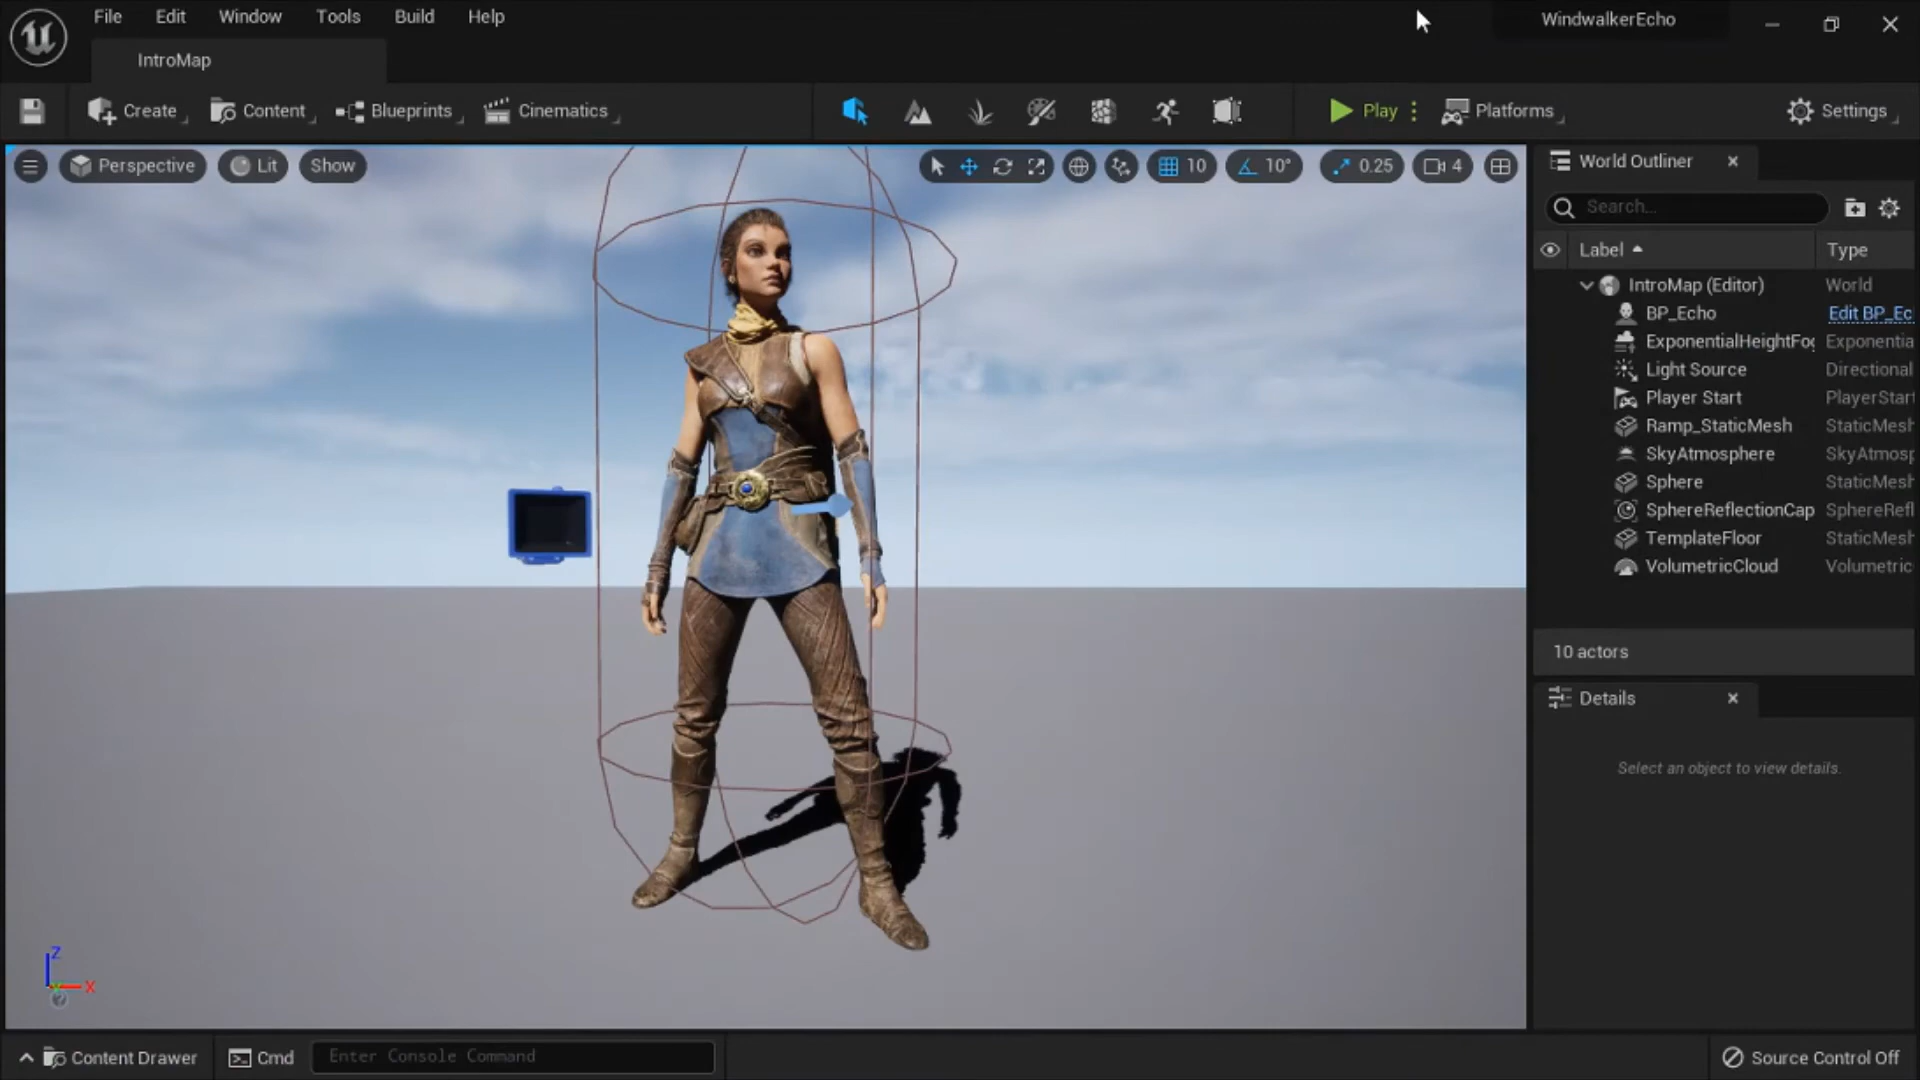 File Edit Window Tools Build Help
WindwalkerEcho
IntroMap
Create Content Blueprints Cinematics Play Platforms Settings
Perspective Lit Show 10 10° 0.25 4
World Outliner
Search...
Label Type
IntroMap (Editor) World
BP_Echo Edit BP_Ec
ExponentialHeightFog Exponentia
Light Source Directional
Player Start PlayerStart
Ramp_StaticMesh StaticMesh
SkyAtmosphere SkyAtmosp
Sphere StaticMesh
SphereReflectionCap SphereRefl
TemplateFloor StaticMesh
VolumetricCloud Volumetric
10 actors
Details
Select an object to view details.
Z
X
Content Drawer Cmd Enter Console Command Source Control Off